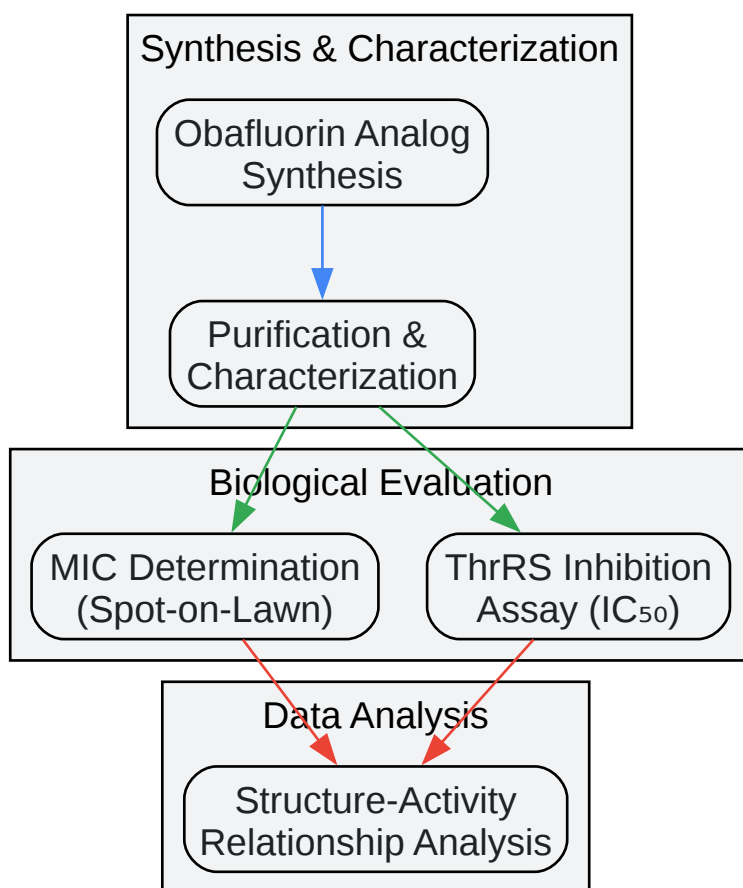 Synthesis & Characterization
Obafluorin Analog
Synthesis
Purification &
Characterization
Biological Evaluation
MIC Determination
(Spot-on-Lawn)
ThrRS Inhibition
Assay (IC₅₀)
Data Analysis
Structure-Activity
Relationship Analysis